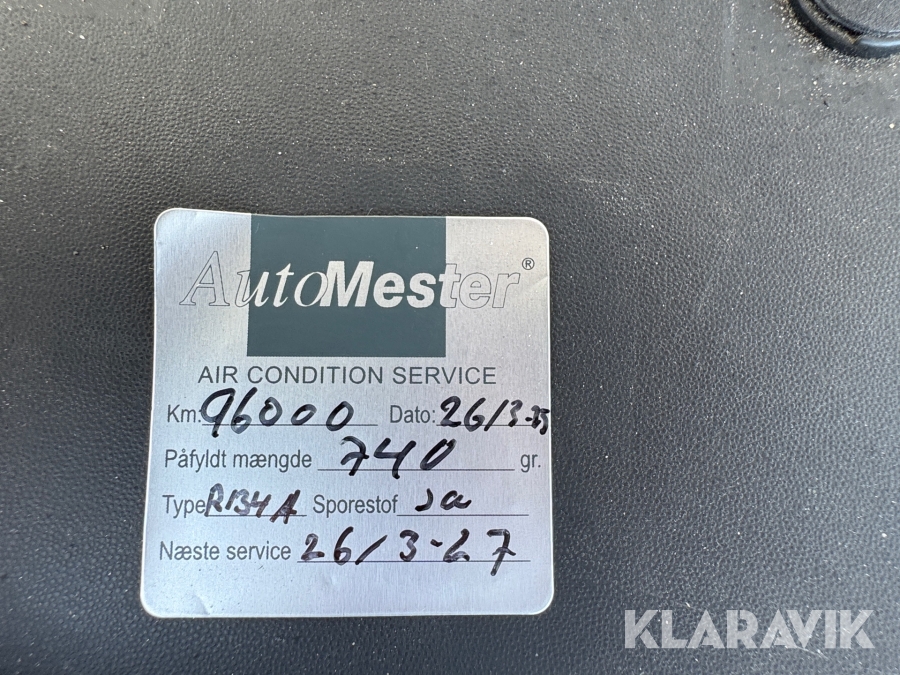 AutoMester®
AIR CONDITION SERVICE
Km: 96000 Dato: 26/3-25
Påfyldt mængde 740 gr.
Type R134A Sporestof Ja
Næste service 26/3-27
KLARAVIK